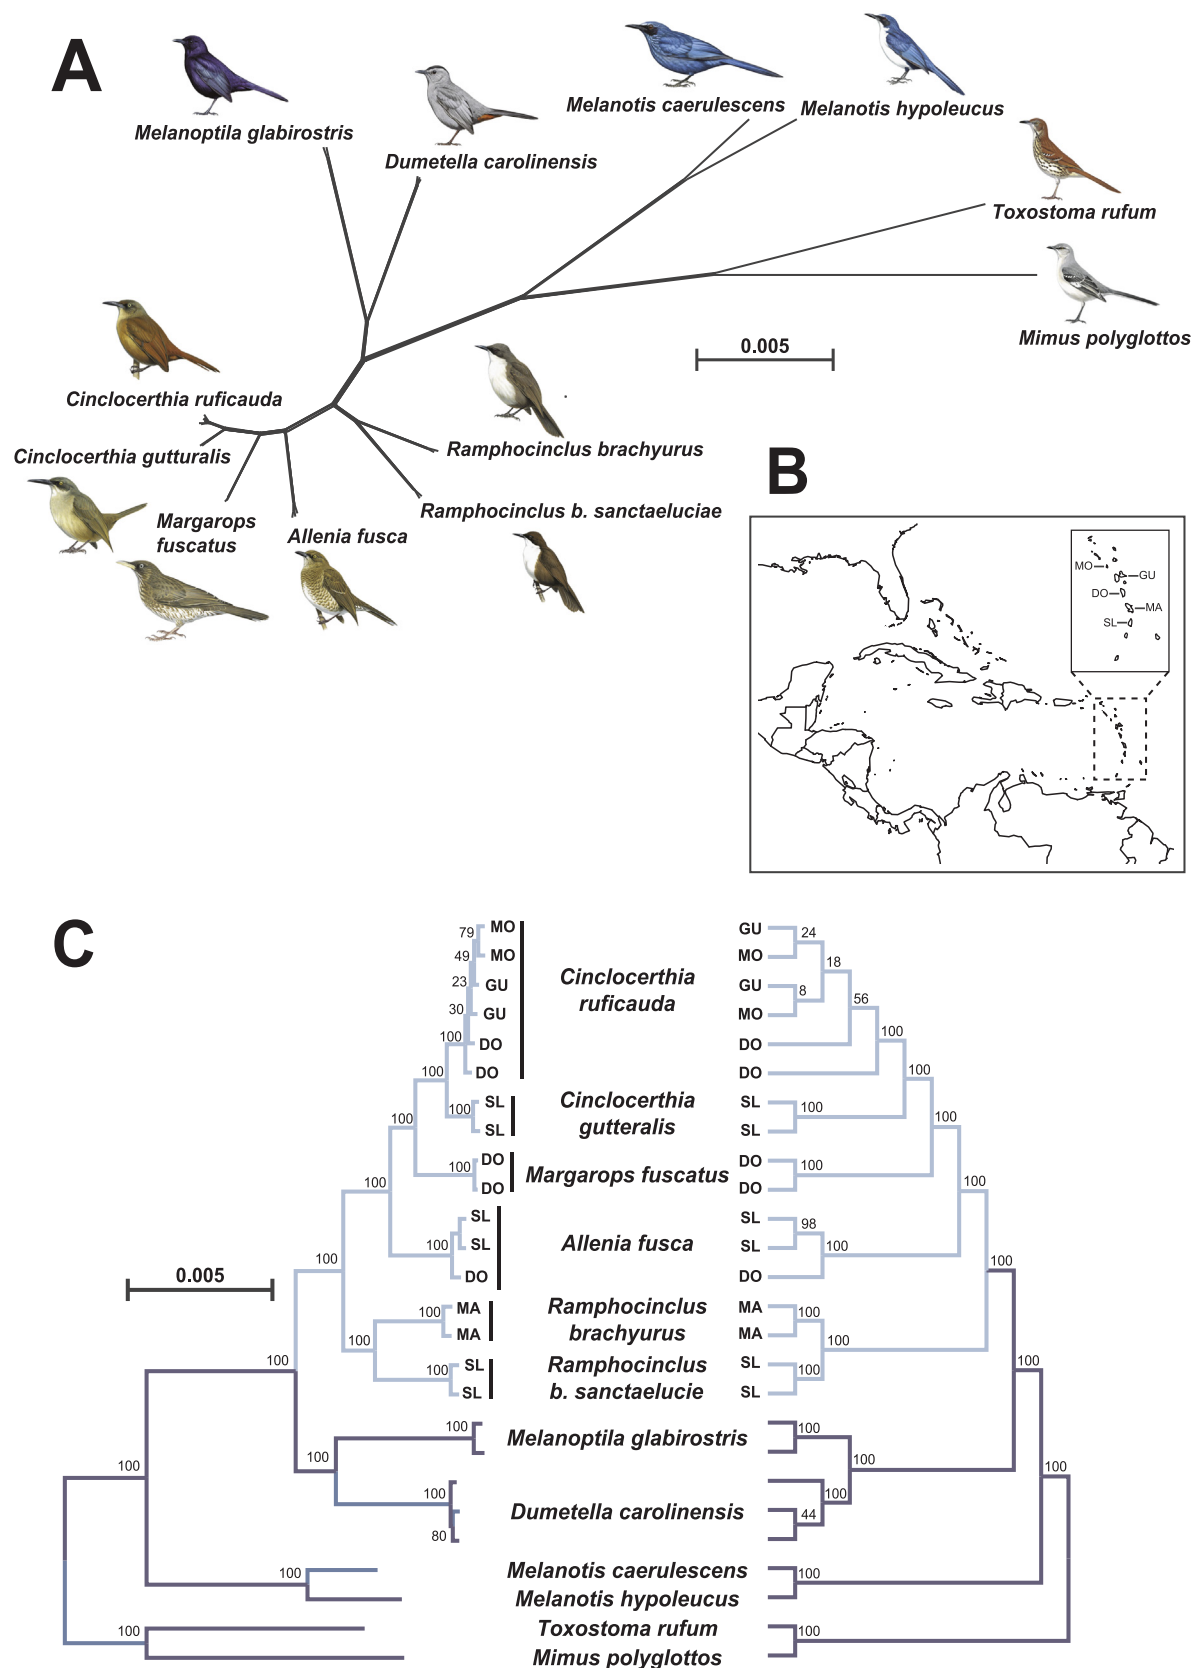 A
Melanoptila glabirostris
Dumetella carolinensis
Melanotis caerulescens
Melanotis hypoleucus
Toxostoma rufum
Mimus polyglottos
0.005
Cinclocerthia ruficauda
Cinclocerthia gutturalis
Margarops
fuscatus
Allenia fusca
Ramphocinclus brachyurus
Ramphocinclus b. sanctaeluciae
B
MO
GU
DO
MA
SL
C
79
MO
49
MO
23
GU
30
GU
100
DO
DO
100
100
SL
SL
100
100
DO
DO
100
SL
SL
100
DO
100
0.005
100
MA
MA
100
100
SL
SL
100
100
100
100
100
80
100
100
Cinclocerthia
ruficauda
Cinclocerthia
gutteralis
Margarops fuscatus
Allenia fusca
Ramphocinclus
brachyurus
Ramphocinclus
b. sanctaelucie
Melanoptila glabirostris
Dumetella carolinensis
Melanotis caerulescens
Melanotis hypoleucus
Toxostoma rufum
Mimus polyglottos
GU
24
MO
18
GU
8
56
MO
100
DO
DO
100
SL
100
SL
100
DO
100
DO
100
SL
98
SL
100
DO
100
MA
100
MA
100
SL
100
SL
100
100
100
100
100
44
100
100